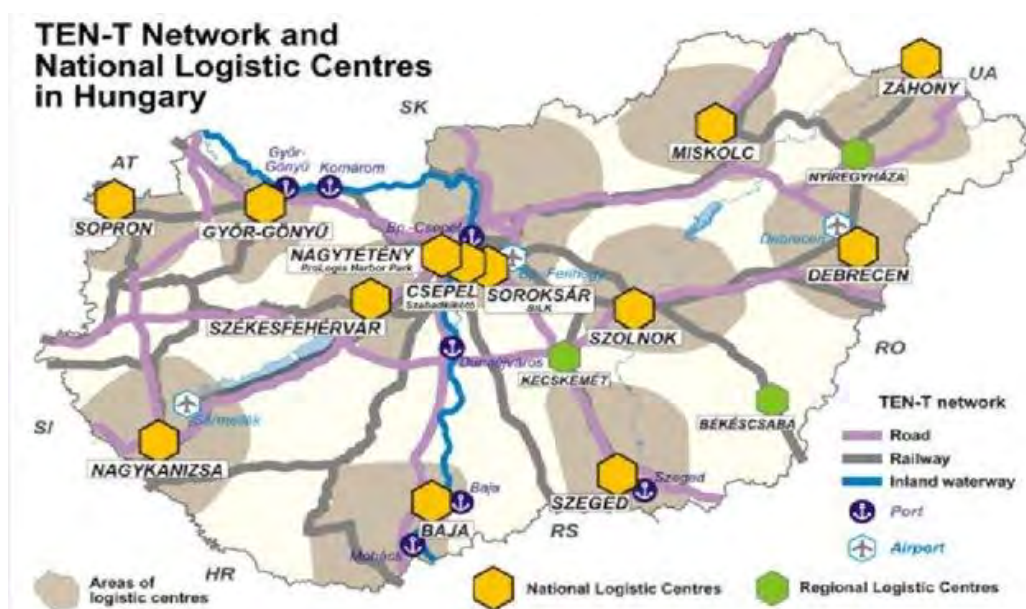 TEN-T Network and
National Logistic Centres
in Hungary
SK
UA
AT
ZÁHONY
MISKOLC
NYÍREGYHÁZA
Győr-
Gönyű
Komárom
SOPRON
GYŐR-GÖNYŰ
Bp.-Csepel
NAGYTÉTÉNY
ProLogis Harbor Park
Bp.-Ferihegy
Debrecen
DEBRECEN
CSEPEL
Szabadkikötő
SOROKSÁR
BILK
SZÉKESFEHÉRVÁR
SZOLNOK
Dunaújváros
KECSKEMÉT
RO
BÉKÉSCSABA
Sármellék
SI
NAGYKANIZSA
Baja
BAJA
SZEGED
Szeged
RS
Mohács
HR
TEN-T network
Road
Railway
Inland waterway
Port
Airport
Areas of
logistic centres
National Logistic Centres
Regional Logistic Centres